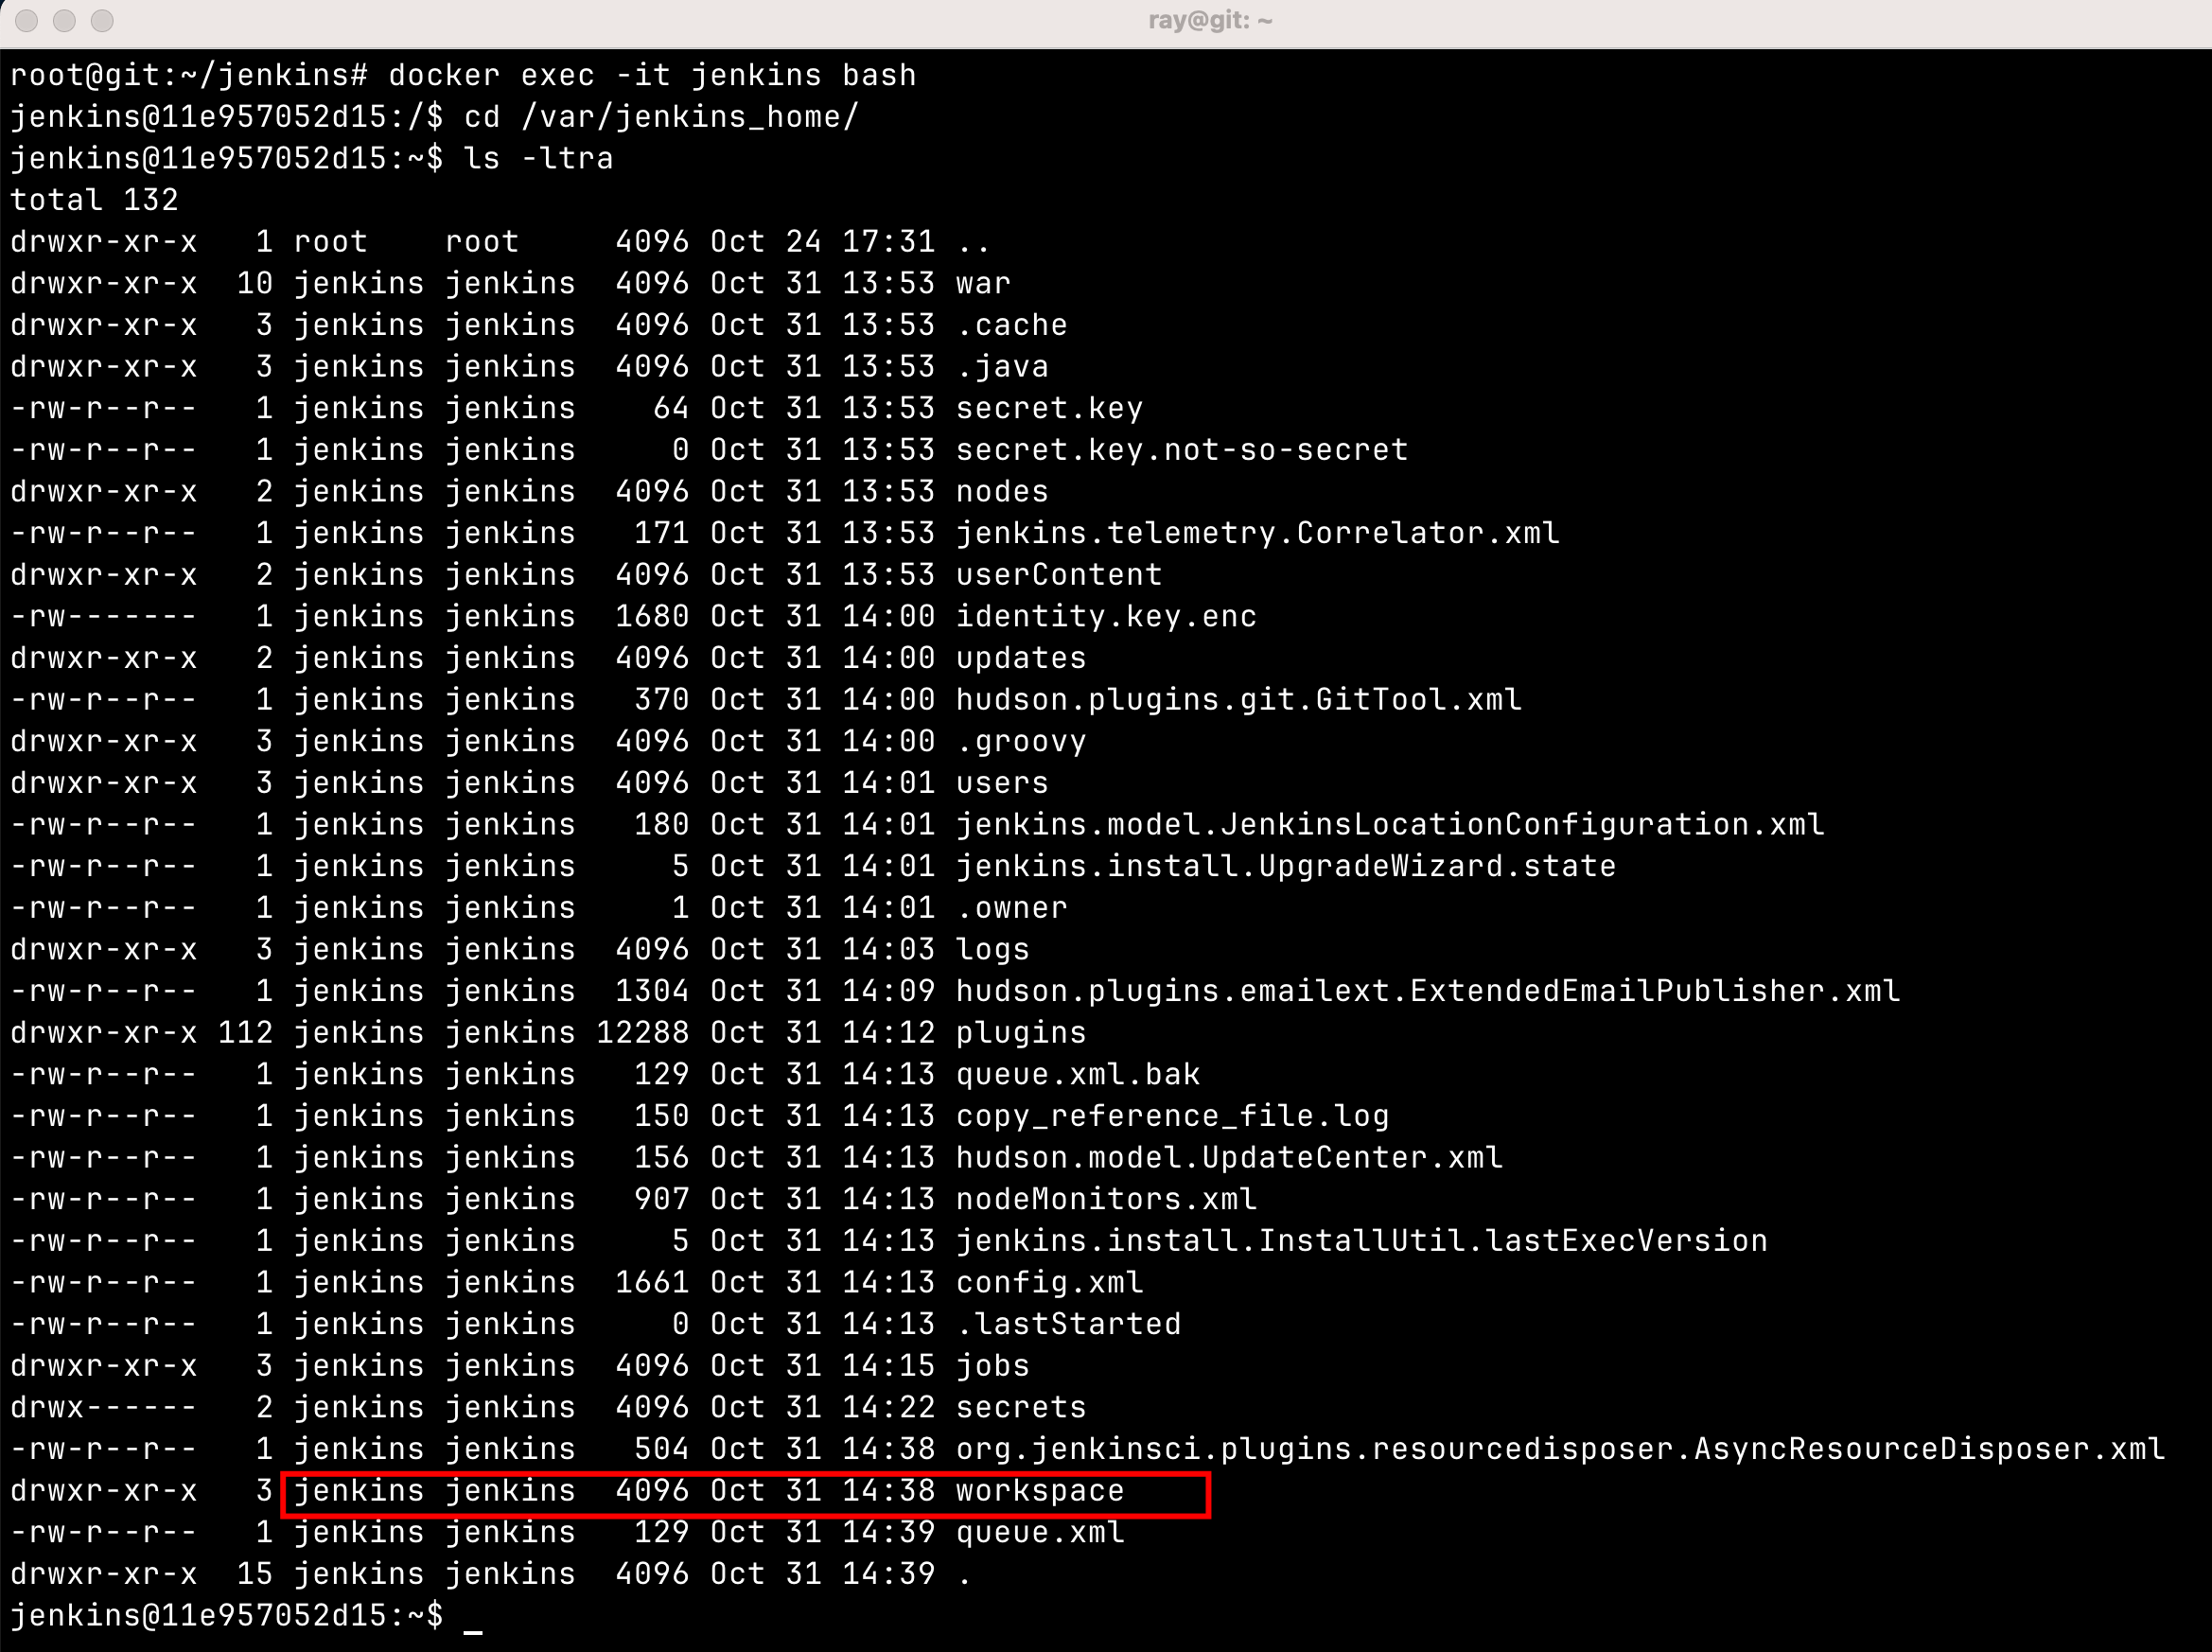 ray@git: ~
root@git:~/jenkins# docker exec -it jenkins bash
jenkins@11e957052d15:/$ cd /var/jenkins_home/
jenkins@11e957052d15:~$ ls -ltra
total 132
drwxr-xr-x   1 root    root     4096 Oct 24 17:31 ..
drwxr-xr-x  10 jenkins jenkins  4096 Oct 31 13:53 war
drwxr-xr-x   3 jenkins jenkins  4096 Oct 31 13:53 .cache
drwxr-xr-x   3 jenkins jenkins  4096 Oct 31 13:53 .java
-rw-r--r--   1 jenkins jenkins    64 Oct 31 13:53 secret.key
-rw-r--r--   1 jenkins jenkins     0 Oct 31 13:53 secret.key.not-so-secret
drwxr-xr-x   2 jenkins jenkins  4096 Oct 31 13:53 nodes
-rw-r--r--   1 jenkins jenkins   171 Oct 31 13:53 jenkins.telemetry.Correlator.xml
drwxr-xr-x   2 jenkins jenkins  4096 Oct 31 13:53 userContent
-rw-------   1 jenkins jenkins  1680 Oct 31 14:00 identity.key.enc
drwxr-xr-x   2 jenkins jenkins  4096 Oct 31 14:00 updates
-rw-r--r--   1 jenkins jenkins   370 Oct 31 14:00 hudson.plugins.git.GitTool.xml
drwxr-xr-x   3 jenkins jenkins  4096 Oct 31 14:00 .groovy
drwxr-xr-x   3 jenkins jenkins  4096 Oct 31 14:01 users
-rw-r--r--   1 jenkins jenkins   180 Oct 31 14:01 jenkins.model.JenkinsLocationConfiguration.xml
-rw-r--r--   1 jenkins jenkins     5 Oct 31 14:01 jenkins.install.UpgradeWizard.state
-rw-r--r--   1 jenkins jenkins     1 Oct 31 14:01 .owner
drwxr-xr-x   3 jenkins jenkins  4096 Oct 31 14:03 logs
-rw-r--r--   1 jenkins jenkins  1304 Oct 31 14:09 hudson.plugins.emailext.ExtendedEmailPublisher.xml
drwxr-xr-x 112 jenkins jenkins 12288 Oct 31 14:12 plugins
-rw-r--r--   1 jenkins jenkins   129 Oct 31 14:13 queue.xml.bak
-rw-r--r--   1 jenkins jenkins   150 Oct 31 14:13 copy_reference_file.log
-rw-r--r--   1 jenkins jenkins   156 Oct 31 14:13 hudson.model.UpdateCenter.xml
-rw-r--r--   1 jenkins jenkins   907 Oct 31 14:13 nodeMonitors.xml
-rw-r--r--   1 jenkins jenkins     5 Oct 31 14:13 jenkins.install.InstallUtil.lastExecVersion
-rw-r--r--   1 jenkins jenkins  1661 Oct 31 14:13 config.xml
-rw-r--r--   1 jenkins jenkins     0 Oct 31 14:13 .lastStarted
drwxr-xr-x   3 jenkins jenkins  4096 Oct 31 14:15 jobs
drwx------   2 jenkins jenkins  4096 Oct 31 14:22 secrets
-rw-r--r--   1 jenkins jenkins   504 Oct 31 14:38 org.jenkinsci.plugins.resourcedisposer.AsyncResourceDisposer.xml
drwxr-xr-x   3 jenkins jenkins  4096 Oct 31 14:38 workspace
-rw-r--r--   1 jenkins jenkins   129 Oct 31 14:39 queue.xml
drwxr-xr-x  15 jenkins jenkins  4096 Oct 31 14:39 .
jenkins@11e957052d15:~$ _